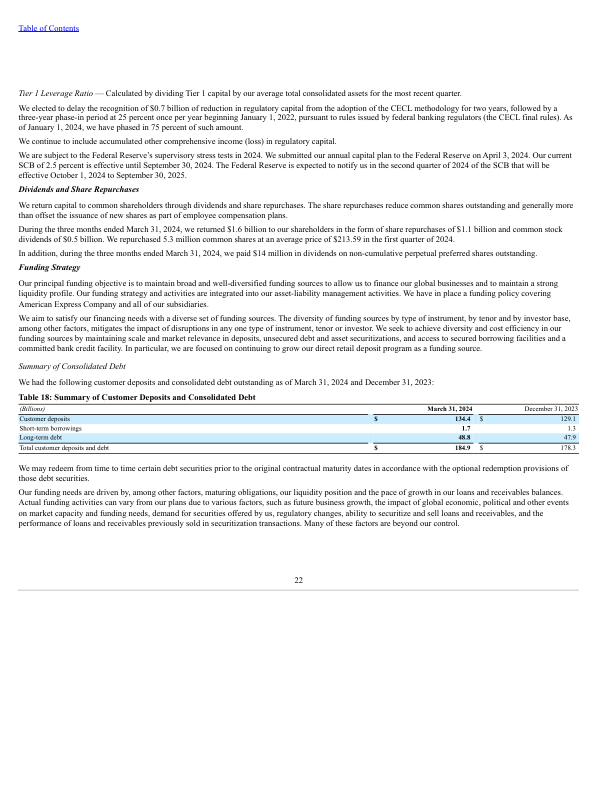 Table of Contents
Tier 1 Leverage Ratio — Calculated by dividing Tier 1 capital by our average total consolidated assets for the most recent quarter.
We elected to delay the recognition of $0.7 billion of reduction in regulatory capital from the adoption of the CECL methodology for two years, followed by a
three-year phase-in period at 25 percent once per year beginning January 1, 2022, pursuant to rules issued by federal banking regulators (the CECL final rules). As
of January 1, 2024, we have phased in 75 percent of such amount.
We continue to include accumulated other comprehensive income (loss) in regulatory capital.
We are subject to the Federal Reserve's supervisory stress tests in 2024. We submitted our annual capital plan to the Federal Reserve on April 3, 2024. Our current
SCB of 2.5 percent is effective until September 30, 2024. The Federal Reserve is expected to notify us in the second quarter of 2024 of the SCB that will be
effective October 1, 2024 to September 30, 2025.
Dividends and Share Repurchases
We return capital to common shareholders through dividends and share repurchases. The share repurchases reduce common shares outstanding and generally more
than offset the issuance of new shares as part of employee compensation plans.
During the three months ended March 31, 2024, we returned $1.6 billion to our shareholders in the form of share repurchases of $1.1 billion and common stock
dividends of $0.5 billion. We repurchased 5.3 million common shares at an average price of $213.59 in the first quarter of 2024.
In addition, during the three months ended March 31, 2024, we paid $14 million in dividends on non-cumulative perpetual preferred shares outstanding.
Funding Strategy
Our principal funding objective is to maintain broad and well-diversified funding sources to allow us to finance our global businesses and to maintain a strong
liquidity profile. Our funding strategy and activities are integrated into our asset-liability management activities. We have in place a funding policy covering
American Express Company and all of our subsidiaries.
We aim to satisfy our financing needs with a diverse set of funding sources. The diversity of funding sources by type of instrument, by tenor and by investor base,
among other factors, mitigates the impact of disruptions in any one type of instrument, tenor or investor. We seek to achieve diversity and cost efficiency in our
funding sources by maintaining scale and market relevance in deposits, unsecured debt and asset securitizations, and access to secured borrowing facilities and a
committed bank credit facility. In particular, we are focused on continuing to grow our direct retail deposit program as a funding source.
Summary of Consolidated Debt
We had the following customer deposits and consolidated debt outstanding as of March 31, 2024 and December 31, 2023:
Table 18: Summary of Customer Deposits and Consolidated Debt
(Billions) March 31, 2024 December 31, 2023
Customer deposits $ 134.4 $ 129.1
Short-term borrowings 1.7 1.3
Long-term debt 48.8 47.9
Total customer deposits and debt $ 184.9 $ 178.3
We may redeem from time to time certain debt securities prior to the original contractual maturity dates in accordance with the optional redemption provisions of
those debt securities.
Our funding needs are driven by, among other factors, maturing obligations, our liquidity position and the pace of growth in our loans and receivables balances.
Actual funding activities can vary from our plans due to various factors, such as future business growth, the impact of global economic, political and other events
on market capacity and funding needs, demand for securities offered by us, regulatory changes, ability to securitize and sell loans and receivables, and the
performance of loans and receivables previously sold in securitization transactions. Many of these factors are beyond our control.
22